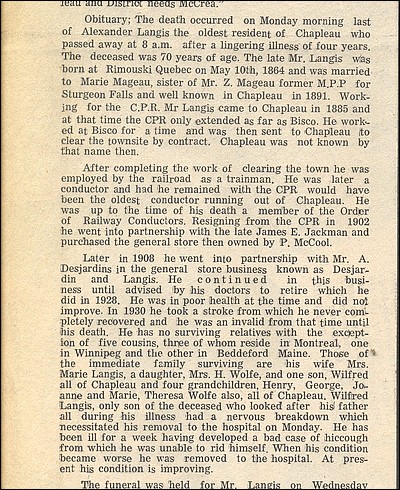 leau and District needs McCrea."
Obituary; The death occurred on Monday morning last
of Alexander Langis the oldest resident of Chapleau who
passed away at 8 a.m. after a lingering illness of four years.
The deceased was 70 years of age. The late Mr. Langis was
born at Rimouski Quebec on May 10th, 1864 and was married
to Marie Mageau, sister of Mr. Z. Mageau former M.P.P for
Sturgeon Falls and well known in Chapleau in 1891. Work-
ing for the C.P.R. Mr Langis came to Chapleau in 1885 and
at that time the CPR only extended as far as Bisco. He work-
ed at Bisco for a time and was then sent to Chapleau to
clear the townsite by contract. Chapleau was not known by
that name then.
After completing the work of clearing the town he was
employed by the railroad as a trainman. He was later a
conductor and had he remained with the CPR would have
been the oldest conductor running out of Chapleau. He
was up to the time of his death a member of the Order
of Railway Conductors. Resigning from the CPR in 1902
he went into partnership with the late James E. Jackman and
purchased the general store then owned by P. McCool.
Later in 1908 he went into partnership with Mr. A.
Desjardins in the general store business known as Desjar-
din and Langis. He continued in this busi-
ness until advised by his doctors to retire which he
did in 1928. He was in poor health at the time and did not
improve. In 1930 he took a stroke from which he never com-
pletely recovered and he was an invalid from that time until
his death. He has no surviving relatives with the except-
ion of five cousins, three of whom reside in Montreal, one
in Winnipeg and the other in Beddeford Maine. Those of
the immediate family surviving are his wife Mrs.
Marie Langis, a daughter, Mrs. H. Wolfe, and one son, Wilfred
all of Chapleau and four grandchildren, Henry, George, Jo-
anne and Marie, Theresa Wolfe also, all of Chapleau, Wilfred
Langis, only son of the deceased who looked after his father
all during his illness had a nervous breakdown which
necessitated his removal to the hospital on Monday. He has
been ill for a week having developed a bad case of hiccough
from which he was unable to rid himself. When his condition
became worse he was removed to the hospital. At pres-
ent his condition is improving.
The funeral was held for Mr. Langis on Wednesday